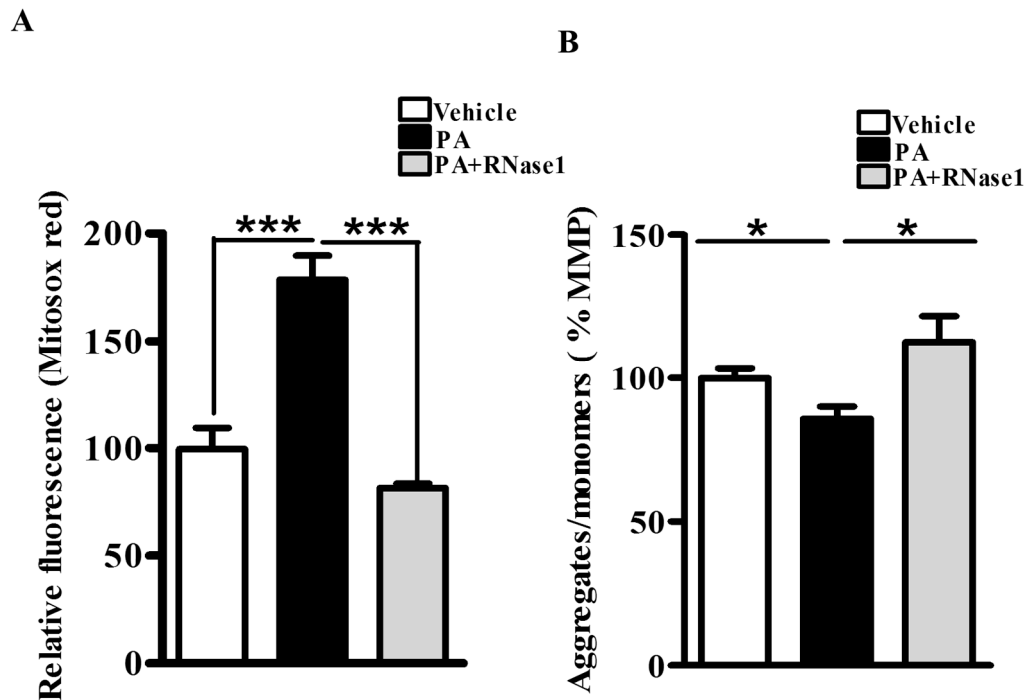 A
Vehicle
PA
PA+RNase1
Relative fluorescence (Mitosox red)
200
150
100
50
0
***
***
B
Vehicle
PA
PA+RNase1
Aggregates/monomers ( % MMP)
150
100
50
0
*
*